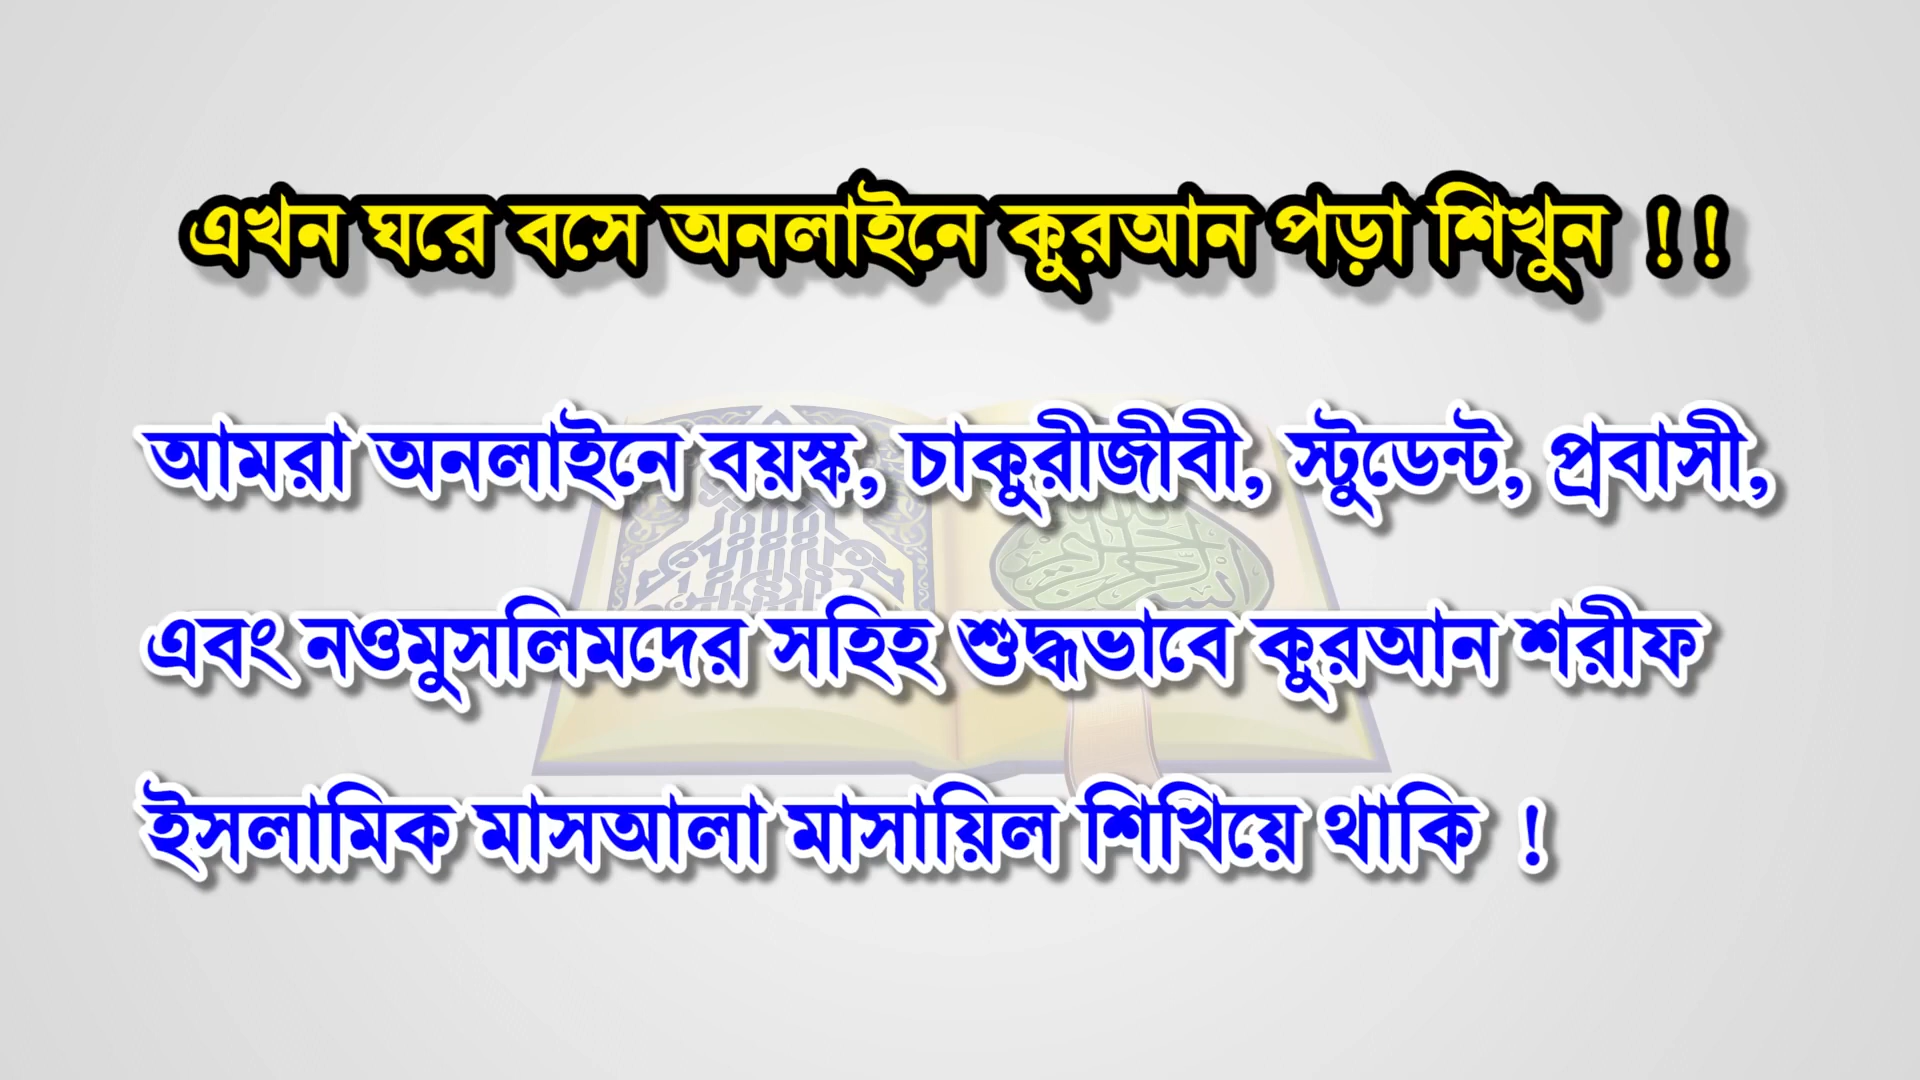 এখন ঘরে বসে অনলাইনে কুরআন পড়া শিখুন !!
আমরা অনলাইনে বয়স্ক, চাকুরীজীবী, স্টুডেন্ট, প্রবাসী,
এবং নওমুসলিমদের সহিহ শুদ্ধভাবে কুরআন শরীফ
ইসলামিক মাসআলা মাসায়িল শিখিয়ে থাকি !